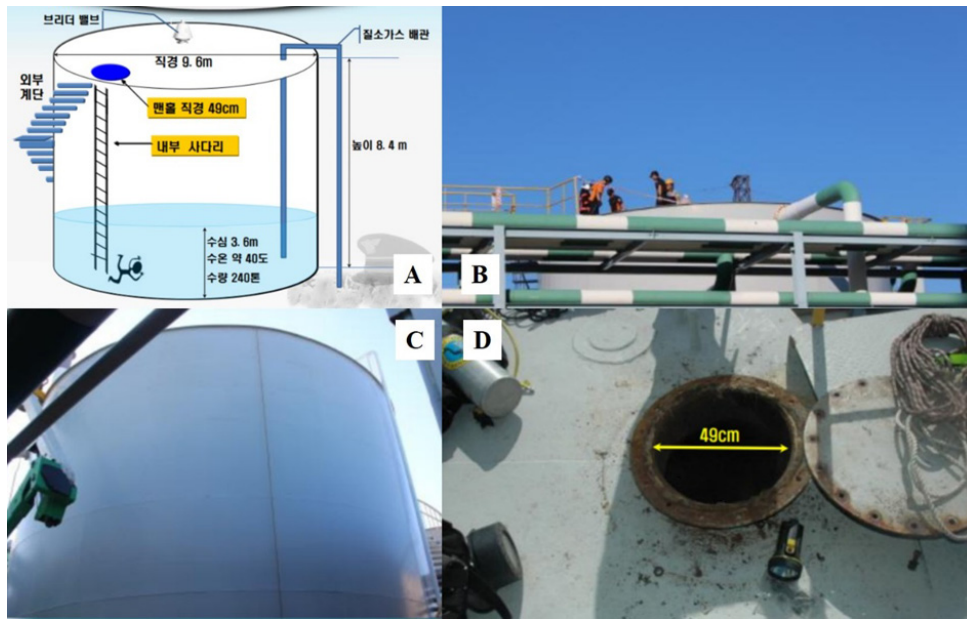 브리더 밸브
질소가스 배관
직경 9.6m
외부
계단
맨홀 직경 49cm
내부 사다리
높이 8.4 m
수심 3.6m
수온 약 40도
수량 240톤
A
B
C
D
49cm